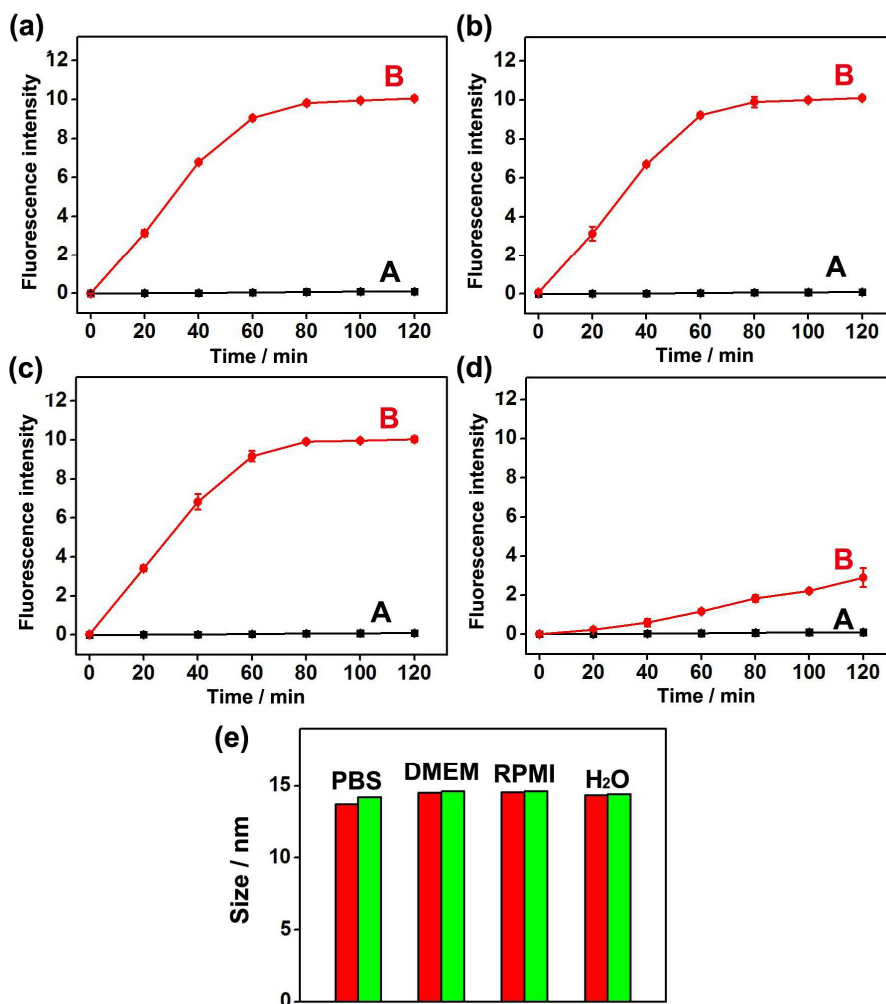 (a)
Fluorescence intensity
12
10
8
6
4
2
0
B
A
0 20 40 60 80 100 120
Time / min
(b)
Fluorescence intensity
12
10
8
6
4
2
0
B
A
0 20 40 60 80 100 120
Time / min
(c)
Fluorescence intensity
12
10
8
6
4
2
0
B
A
0 20 40 60 80 100 120
Time / min
(d)
Fluorescence intensity
12
10
8
6
4
2
0
B
A
0 20 40 60 80 100 120
Time / min
(e)
Size / nm
15
10
5
0
PBS DMEM RPMI H₂O